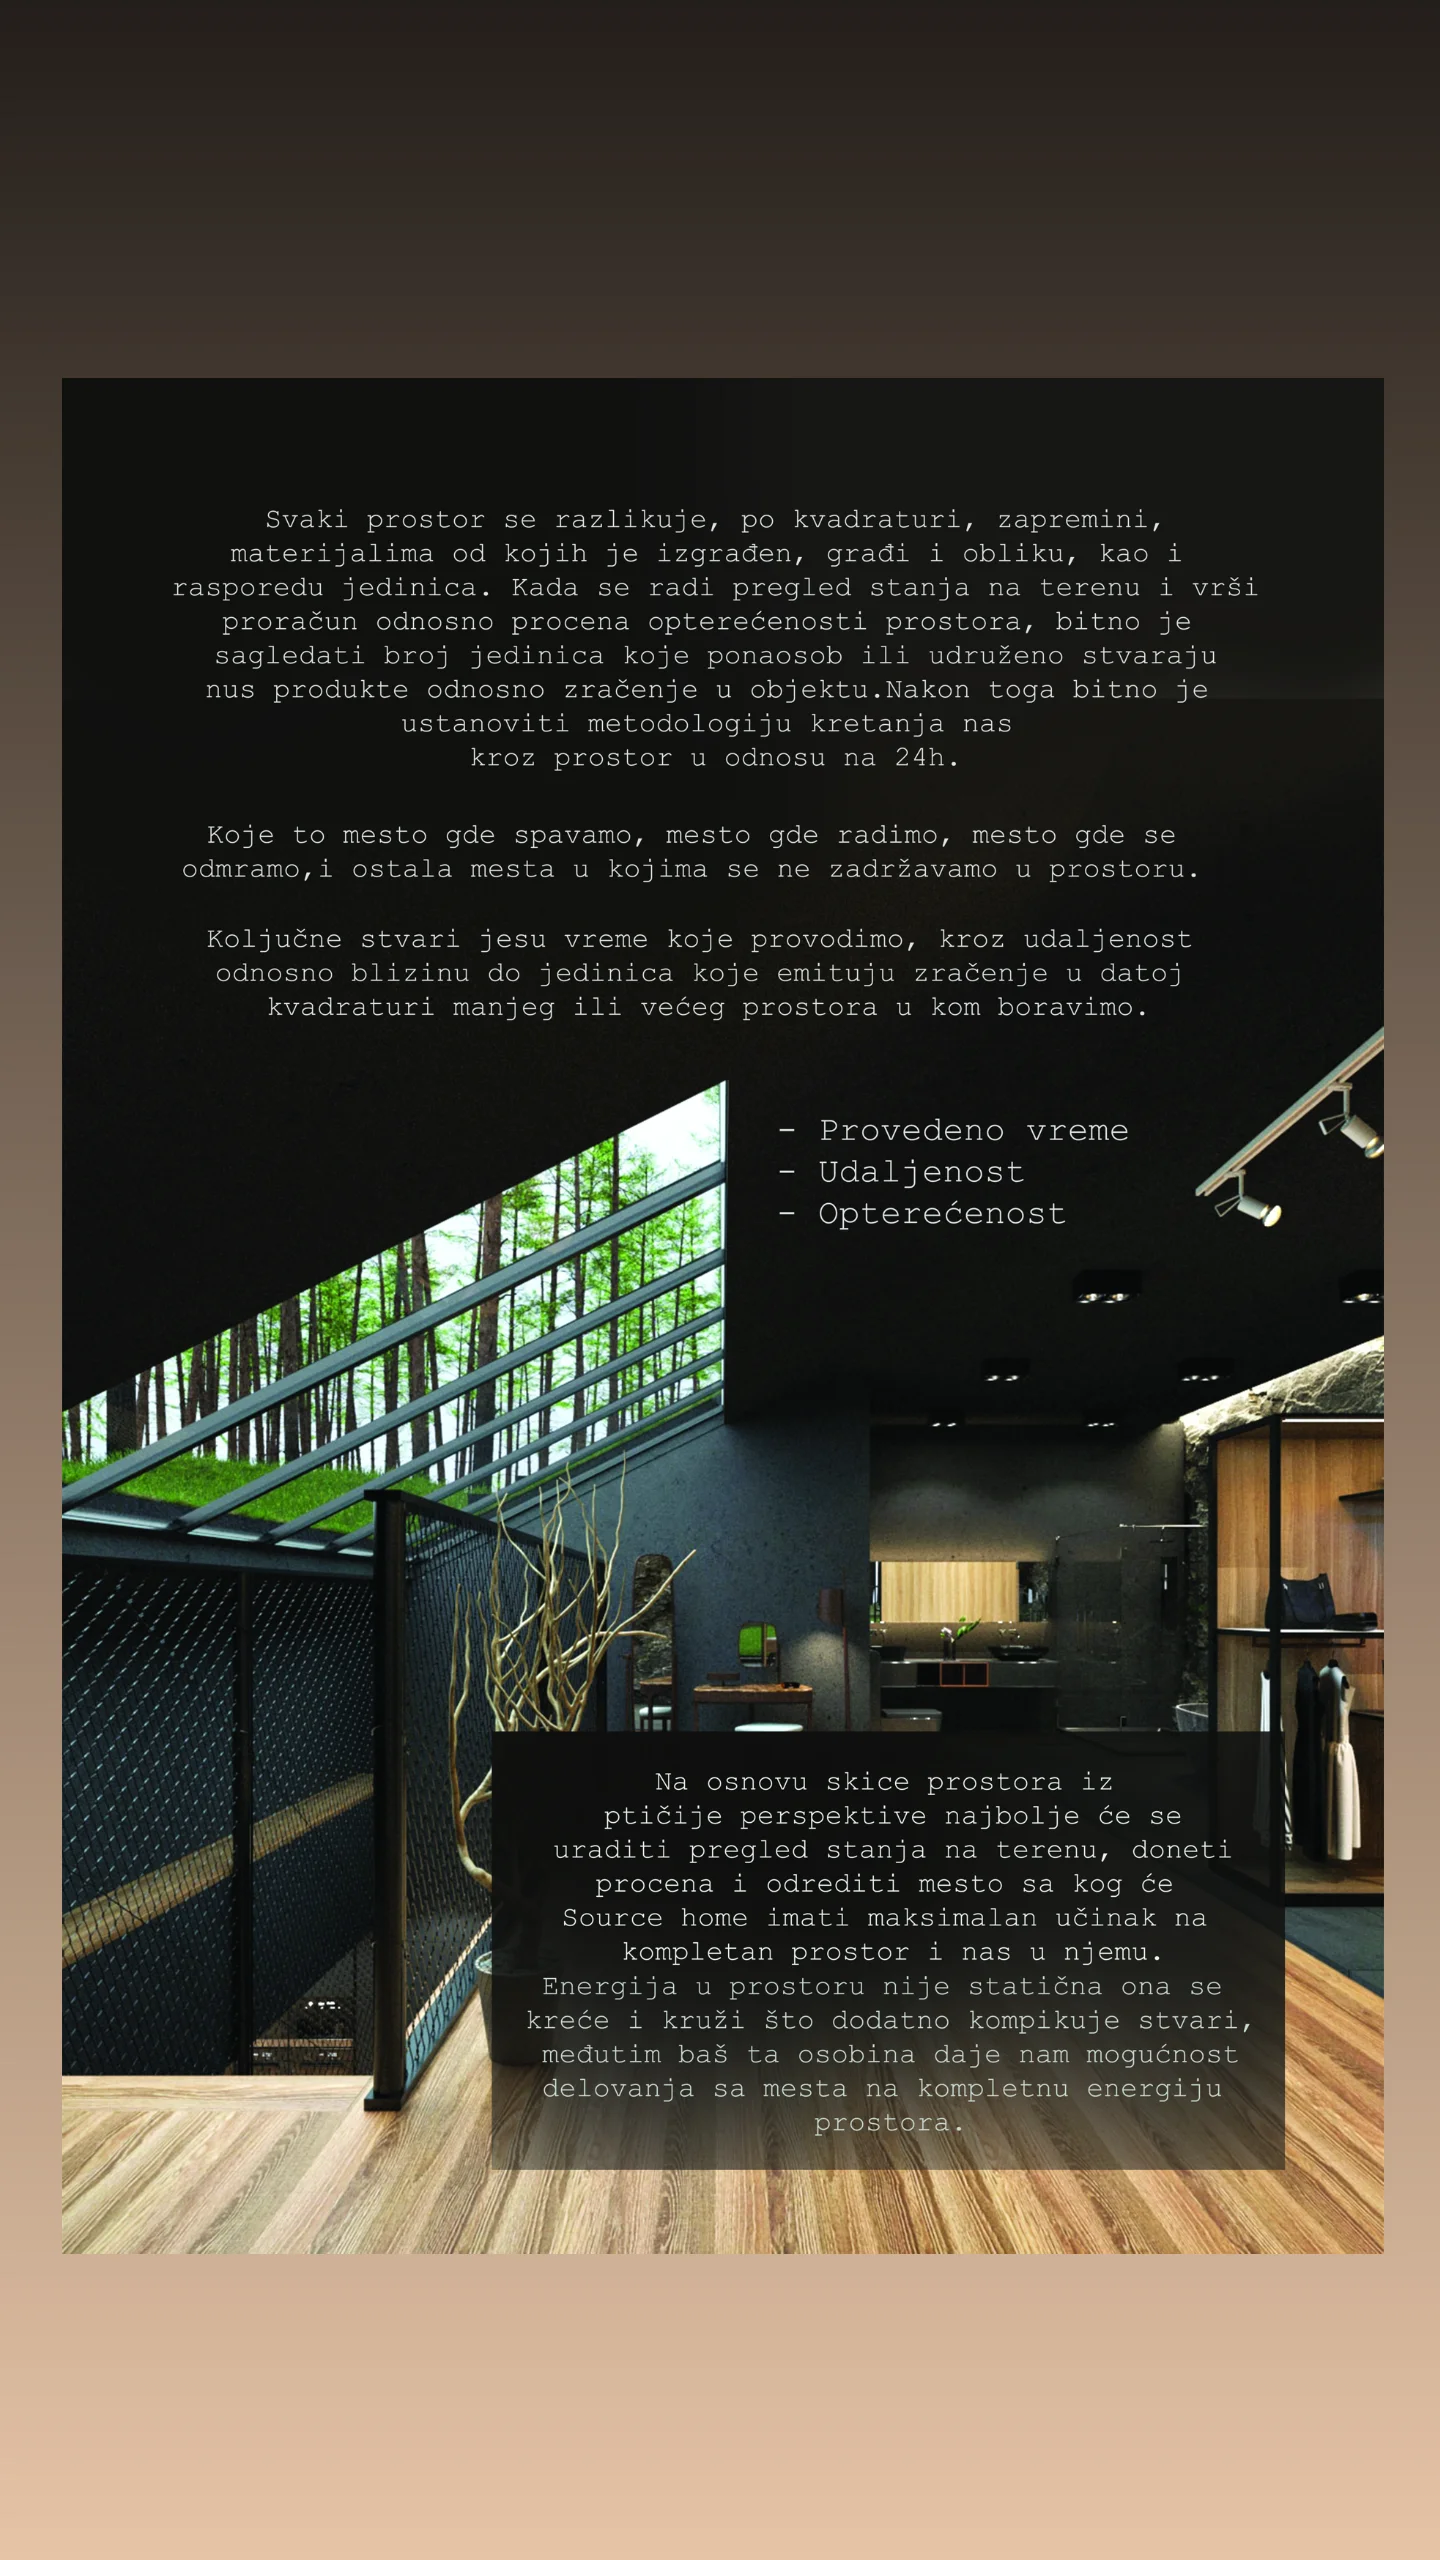 Svaki prostor se razlikuje, po kvadraturi, zapremini,
materijalima od kojih je izgrađen, građi i obliku, kao i
rasporedu jedinica. Kada se radi pregled stanja na terenu i vrši
proračun odnosno procena opterećenosti prostora, bitno je
sagledati broj jedinica koje ponaosob ili udruženo stvaraju
nus produkte odnosno zračenje u objektu.Nakon toga bitno je
ustanoviti metodologiju kretanja nas
kroz prostor u odnosu na 24h.
Koje to mesto gde spavamo, mesto gde radimo, mesto gde se
odmramo,i ostala mesta u kojima se ne zadržavamo u prostoru.
Koljučne stvari jesu vreme koje provodimo, kroz udaljenost
odnosno blizinu do jedinica koje emituju zračenje u datoj
kvadraturi manjeg ili većeg prostora u kom boravimo.
- Provedeno vreme
- Udaljenost
- Opterećenost
Na osnovu skice prostora iz
ptičije perspektive najbolje će se
uraditi pregled stanja na terenu, doneti
procena i odrediti mesto sa kog će
Source home imati maksimalan učinak na
kompletan prostor i nas u njemu.
Energija u prostoru nije statična ona se
kreće i kruži što dodatno kompikuje stvari,
međutim baš ta osobina daje nam mogućnost
delovanja sa mesta na kompletnu energiju
prostora.